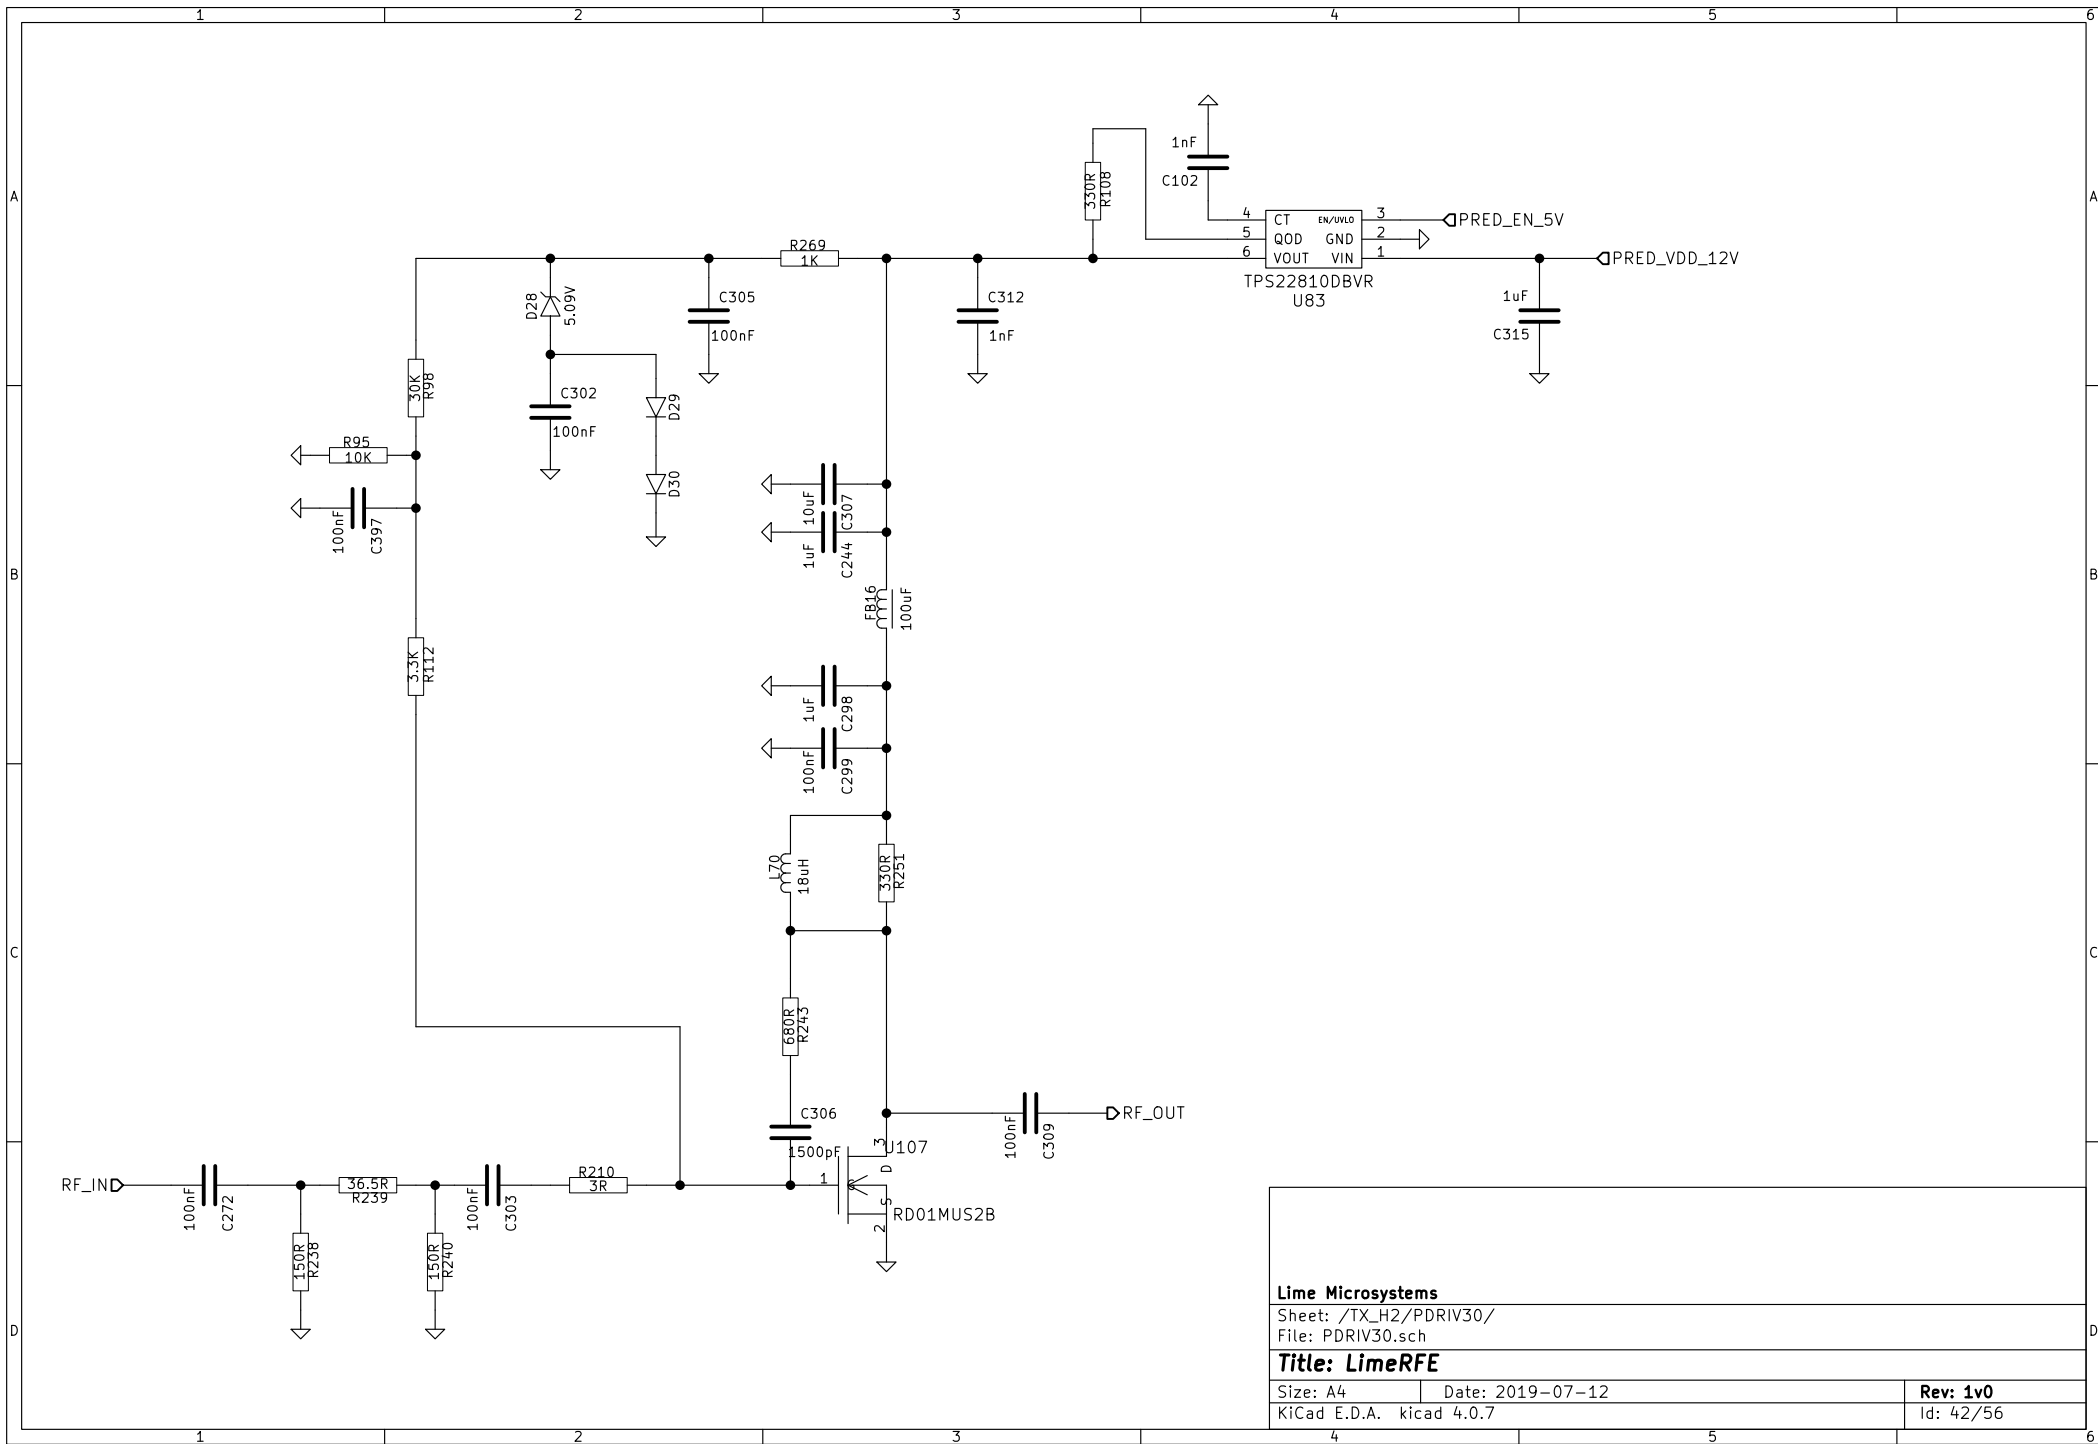 1 2 3 4 5 6
1nF
C102
330R
R108
A
A
4 CT EN/UVLO 3
PRED_EN_5V
5 QOD GND 2
6 VOUT VIN 1
PRED_VDD_12V
TPS22810DBVR
U83
R269
1K
D28
5.09V
C305
100nF
C312
1nF
1uF
C315
30K
R98
C302
100nF
D29
R95
10K
D30
100nF
C397
10uF
C307
1uF
C244
B
B
FB16
100uF
3.3K
R112
1uF
C298
100nF
C299
L70
18uH
330R
R251
C
C
680R
R243
C306
1500pF
3
U107
D
1
G
S
2
RD01MUS2B
100nF
C309
RF_OUT
RF_IN
100nF
C272
36.5R
R239
100nF
C303
R210
3R
150R
R238
150R
R240
D
D
Lime Microsystems
Sheet: /TX_H2/PDRIV30/
File: PDRIV30.sch
Title: LimeRFE
Size: A4 Date: 2019-07-12 Rev: 1v0
KiCad E.D.A. kicad 4.0.7 Id: 42/56
1 2 3 4 5 6